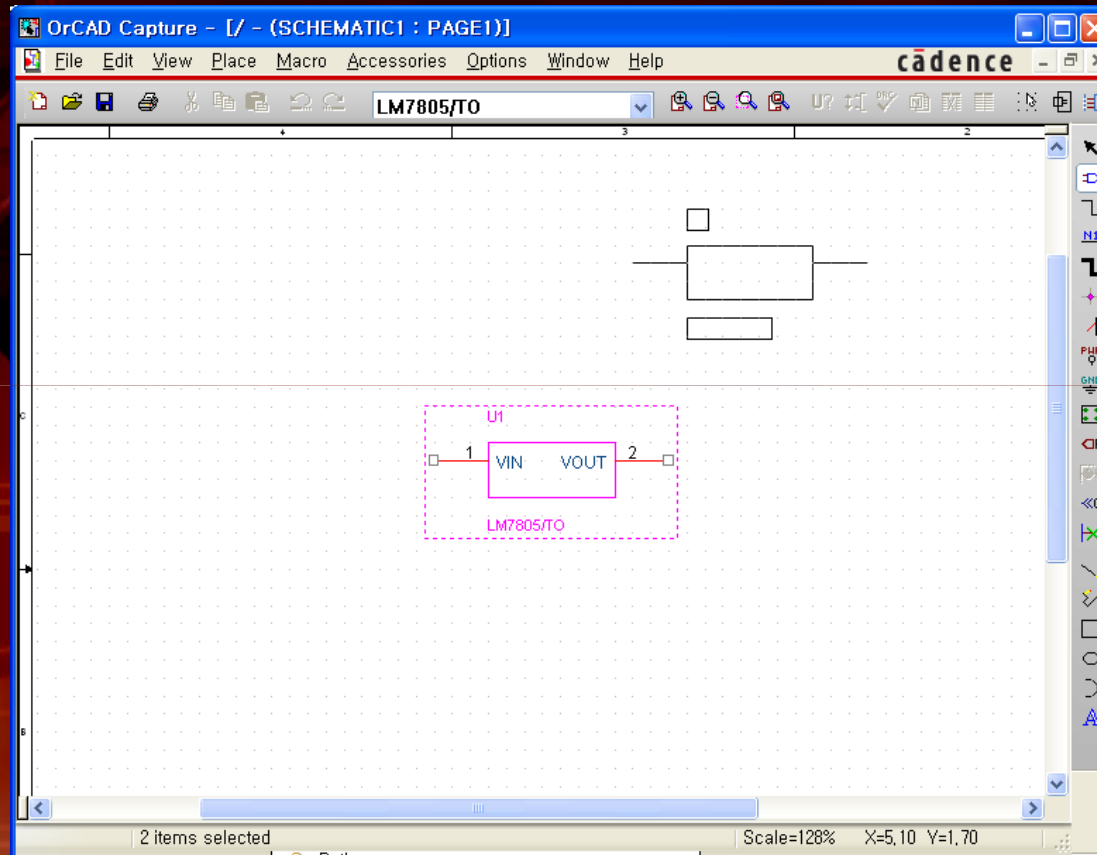 OrCAD Capture - [/ - (SCHEMATIC1 : PAGE1)]
File Edit View Place Macro Accessories Options Window Help cādence
LM7805/TO
U?
4 3 2
N1
C
U1
1 VIN VOUT 2
LM7805/TO
B
A
2 items selected Scale=128% X=5,10 Y=1,70